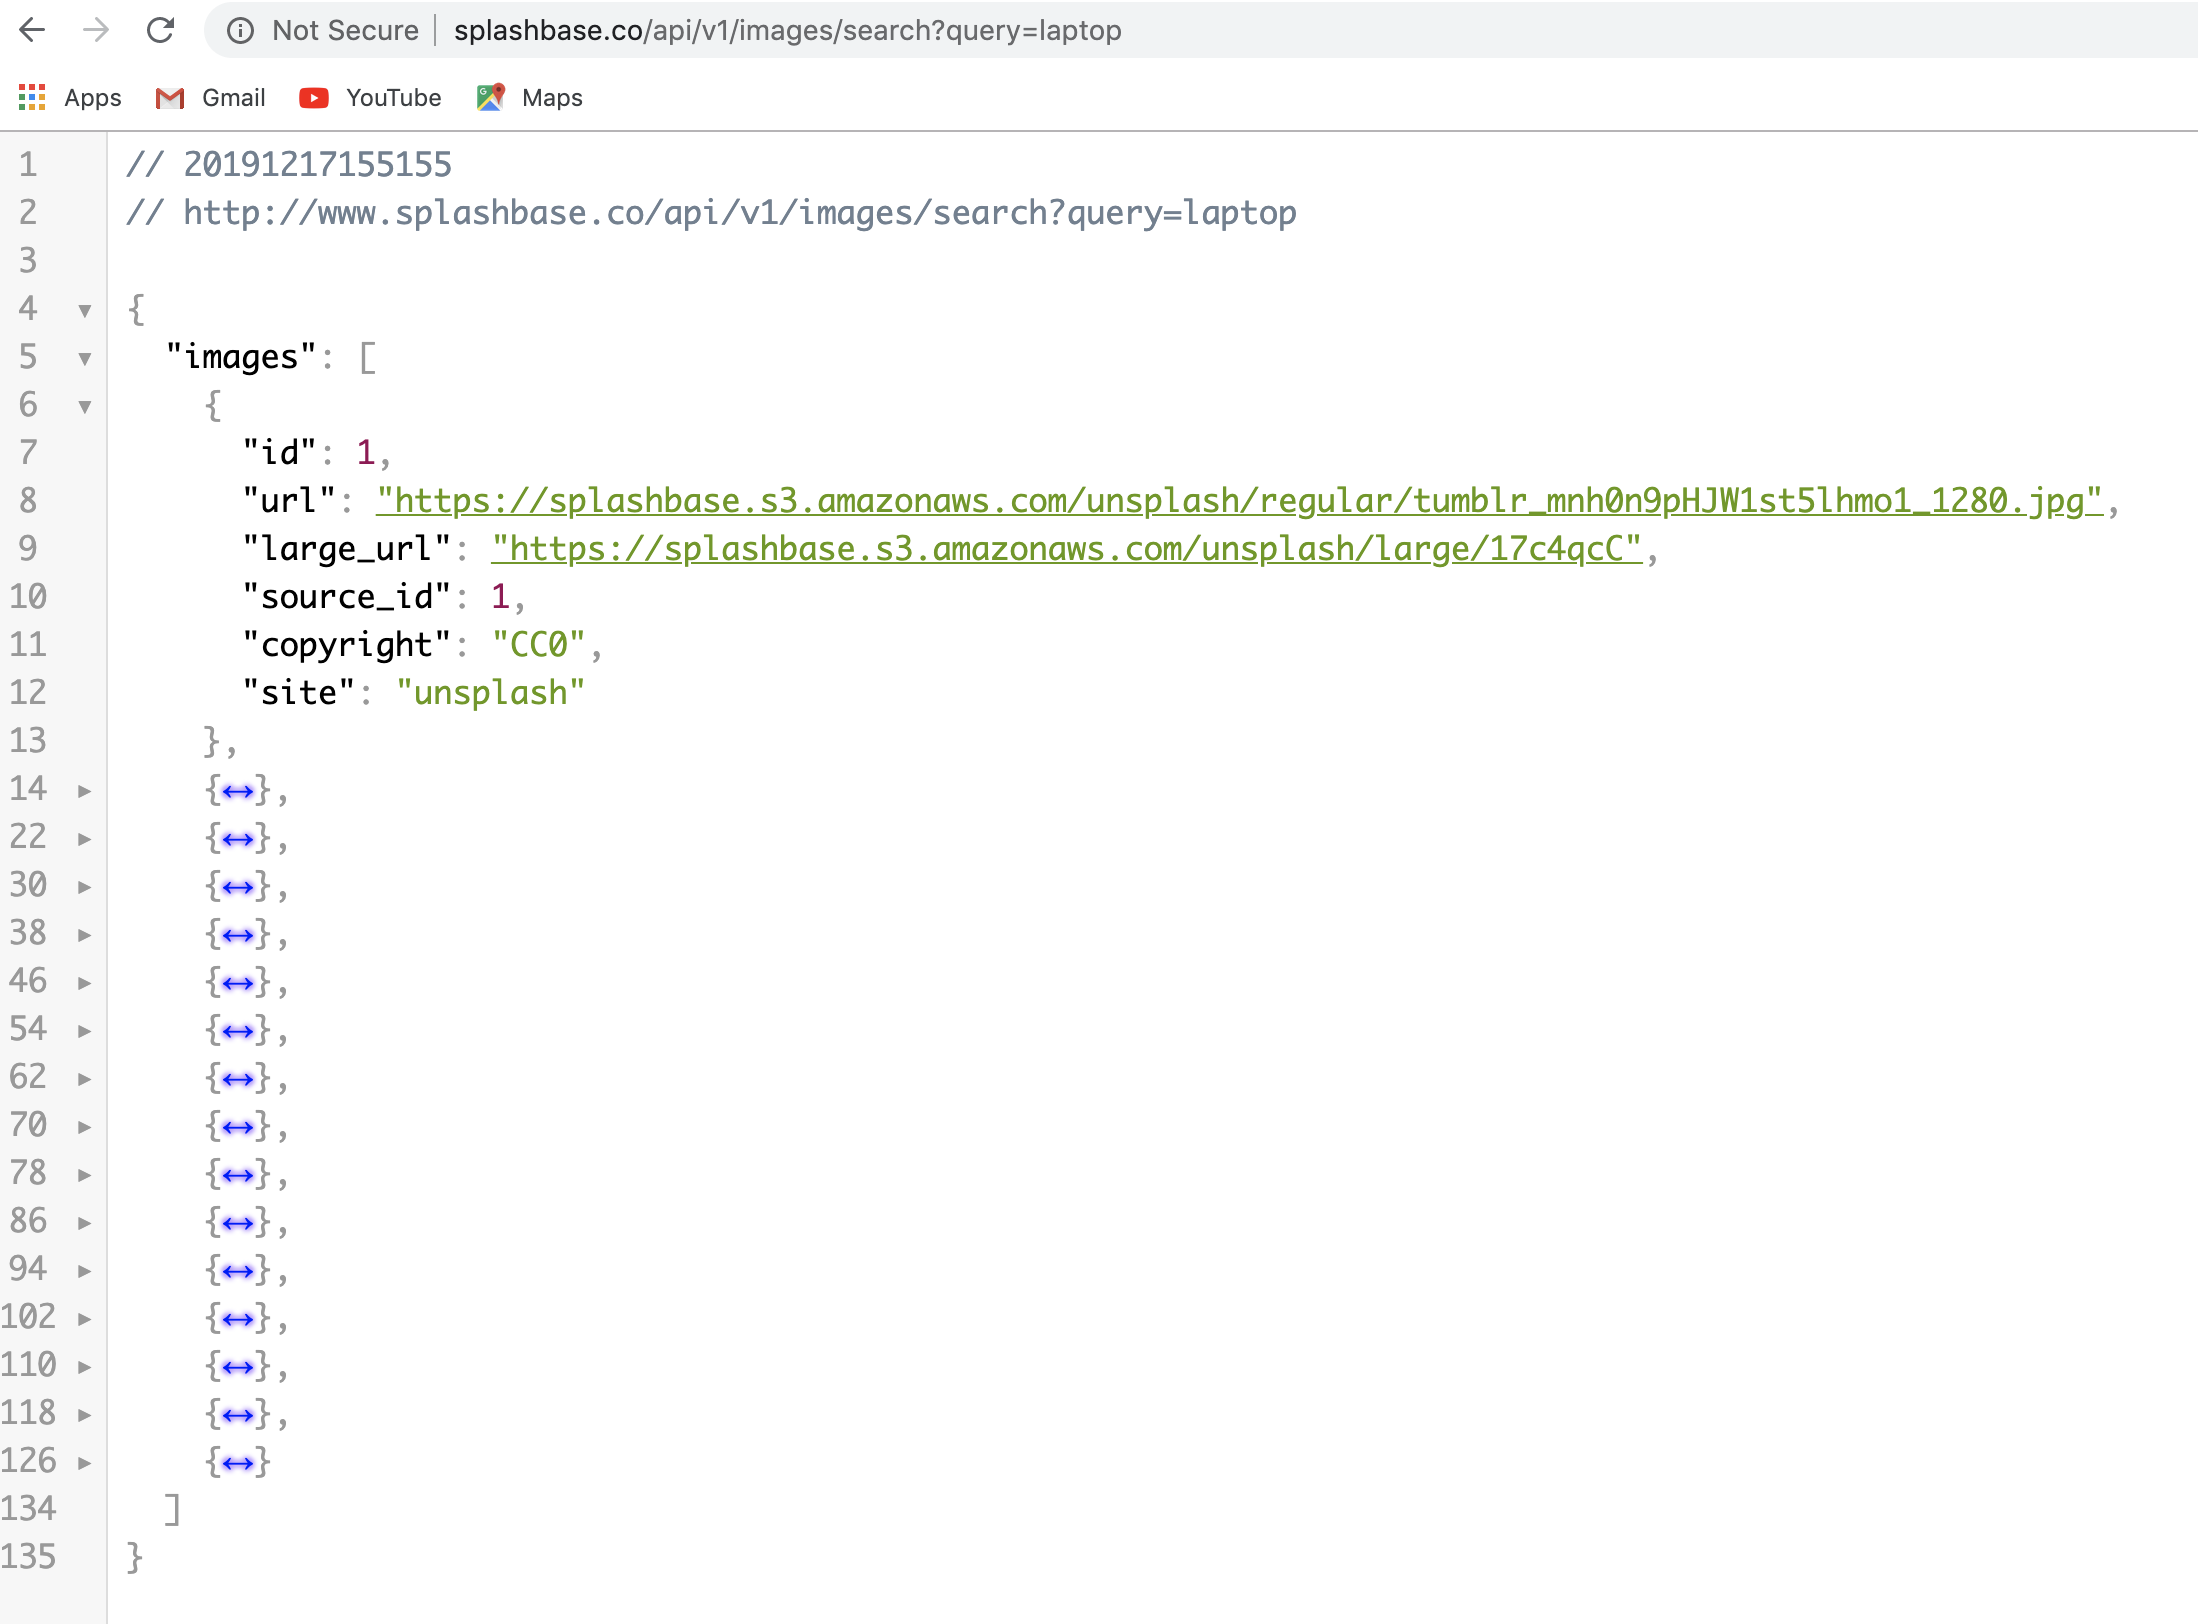 Not Secure | splashbase.co/api/v1/images/search?query=laptop
Apps Gmail YouTube Maps
1 // 20191217155155
2 // http://www.splashbase.co/api/v1/images/search?query=laptop
3
4 {
5 "images": [
6 {
7 "id": 1,
8 "url": "https://splashbase.s3.amazonaws.com/unsplash/regular/tumblr_mnh0n9pHJW1st5lhmo1_1280.jpg",
9 "large_url": "https://splashbase.s3.amazonaws.com/unsplash/large/17c4qcC",
10 "source_id": 1,
11 "copyright": "CC0",
12 "site": "unsplash"
13 },
14 {↔},
22 {↔},
30 {↔},
38 {↔},
46 {↔},
54 {↔},
62 {↔},
70 {↔},
78 {↔},
86 {↔},
94 {↔},
102 {↔},
110 {↔},
118 {↔},
126 {↔}
134 ]
135 }